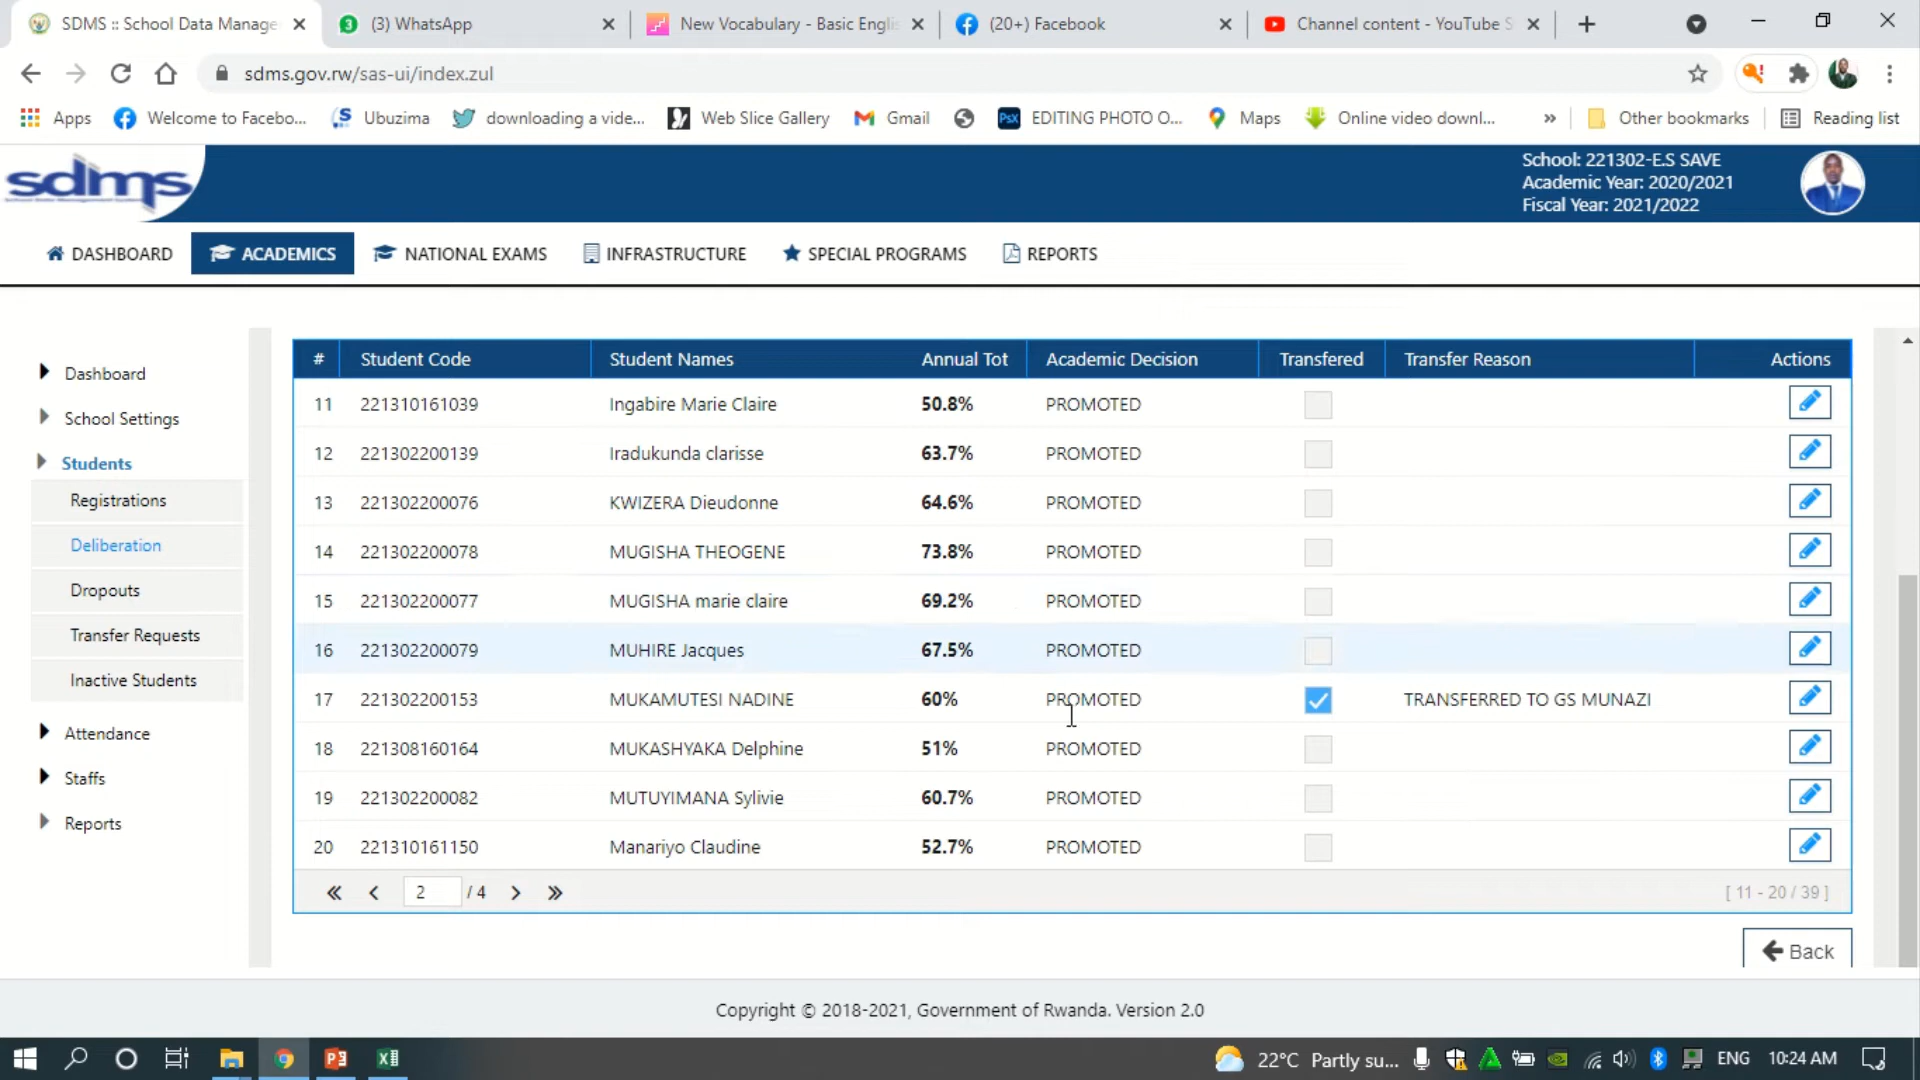 SDMS :: School Data Manage
(3) WhatsApp
New Vocabulary - Basic Engli
(20+) Facebook
Channel content - YouTube S
sdms.gov.rw/sas-ui/index.zul
Apps
Welcome to Facebo...
Ubuzima
downloading a vide...
Web Slice Gallery
Gmail
EDITING PHOTO O...
Maps
Online video downl...
»
Other bookmarks
Reading list
sdms
School: 221302-E.S SAVE
Academic Year: 2020/2021
Fiscal Year: 2021/2022
DASHBOARD
ACADEMICS
NATIONAL EXAMS
INFRASTRUCTURE
SPECIAL PROGRAMS
REPORTS
Dashboard
School Settings
Students
Registrations
Deliberation
Dropouts
Transfer Requests
Inactive Students
Attendance
Staffs
Reports
# Student Code Student Names Annual Tot Academic Decision Transfered Transfer Reason Actions
11 221310161039 Ingabire Marie Claire 50.8% PROMOTED
12 221302200139 Iradukunda clarisse 63.7% PROMOTED
13 221302200076 KWIZERA Dieudonne 64.6% PROMOTED
14 221302200078 MUGISHA THEOGENE 73.8% PROMOTED
15 221302200077 MUGISHA marie claire 69.2% PROMOTED
16 221302200079 MUHIRE Jacques 67.5% PROMOTED
17 221302200153 MUKAMUTESI NADINE 60% PROMOTED TRANSFERRED TO GS MUNAZI
18 221308160164 MUKASHYAKA Delphine 51% PROMOTED
19 221302200082 MUTUYIMANA Sylivie 60.7% PROMOTED
20 221310161150 Manariyo Claudine 52.7% PROMOTED
2 / 4
[ 11 - 20 / 39 ]
Back
Copyright © 2018-2021, Government of Rwanda. Version 2.0
22°C Partly su...
ENG
10:24 AM